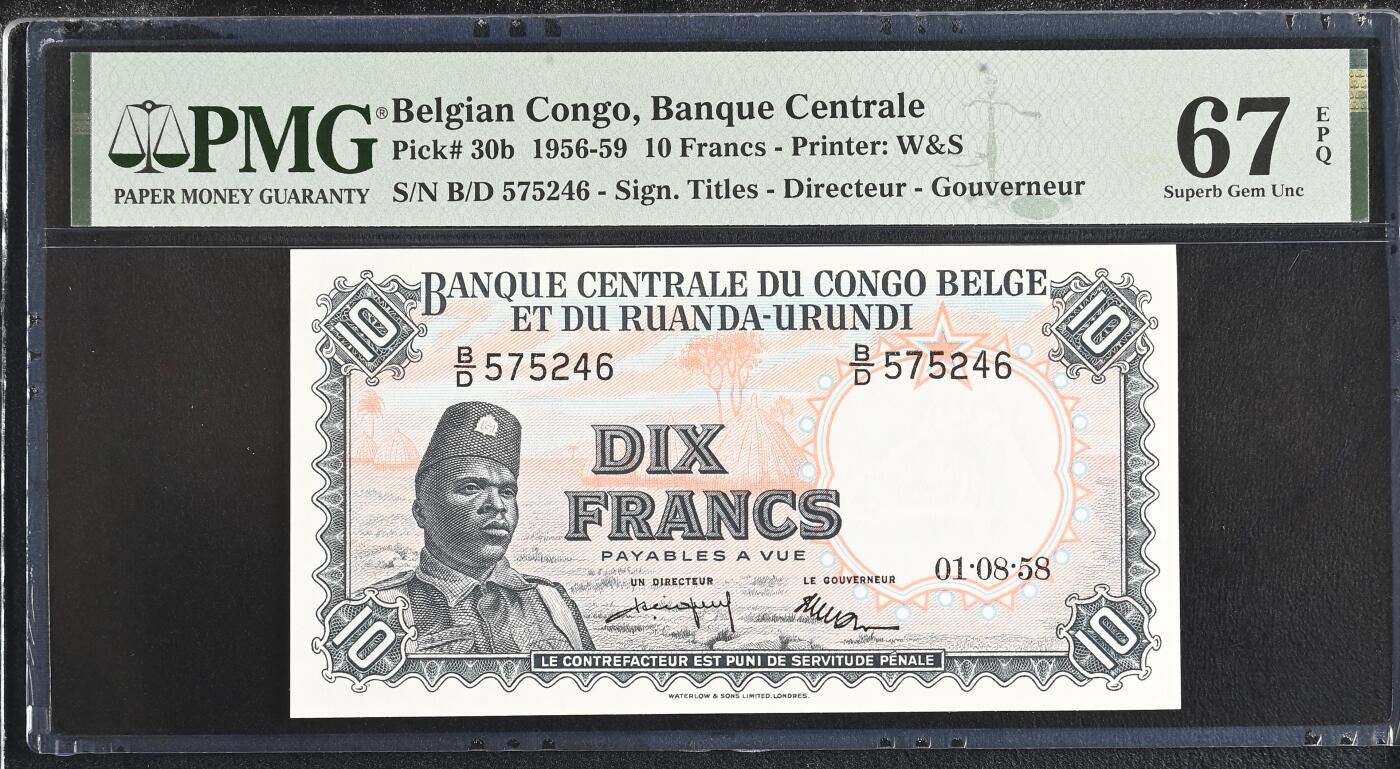 PMG®
PAPER MONEY GUARANTY
Belgian Congo, Banque Centrale
Pick# 30b 1956-59 10 Francs - Printer: W&S
S/N B/D 575246 - Sign. Titles - Directeur - Gouverneur
67
EPQ
Superb Gem Unc
10
10
BANQUE CENTRALE DU CONGO BELGE
ET DU RUANDA-URUNDI
B/D 575246
B/D 575246
DIX
FRANCS
PAYABLES A VUE
UN DIRECTEUR
LE GOUVERNEUR
01·08·58
10
10
LE CONTREFACTEUR EST PUNI DE SERVITUDE PÉNALE
WATERLOW & SONS LIMITED. LONDRES.